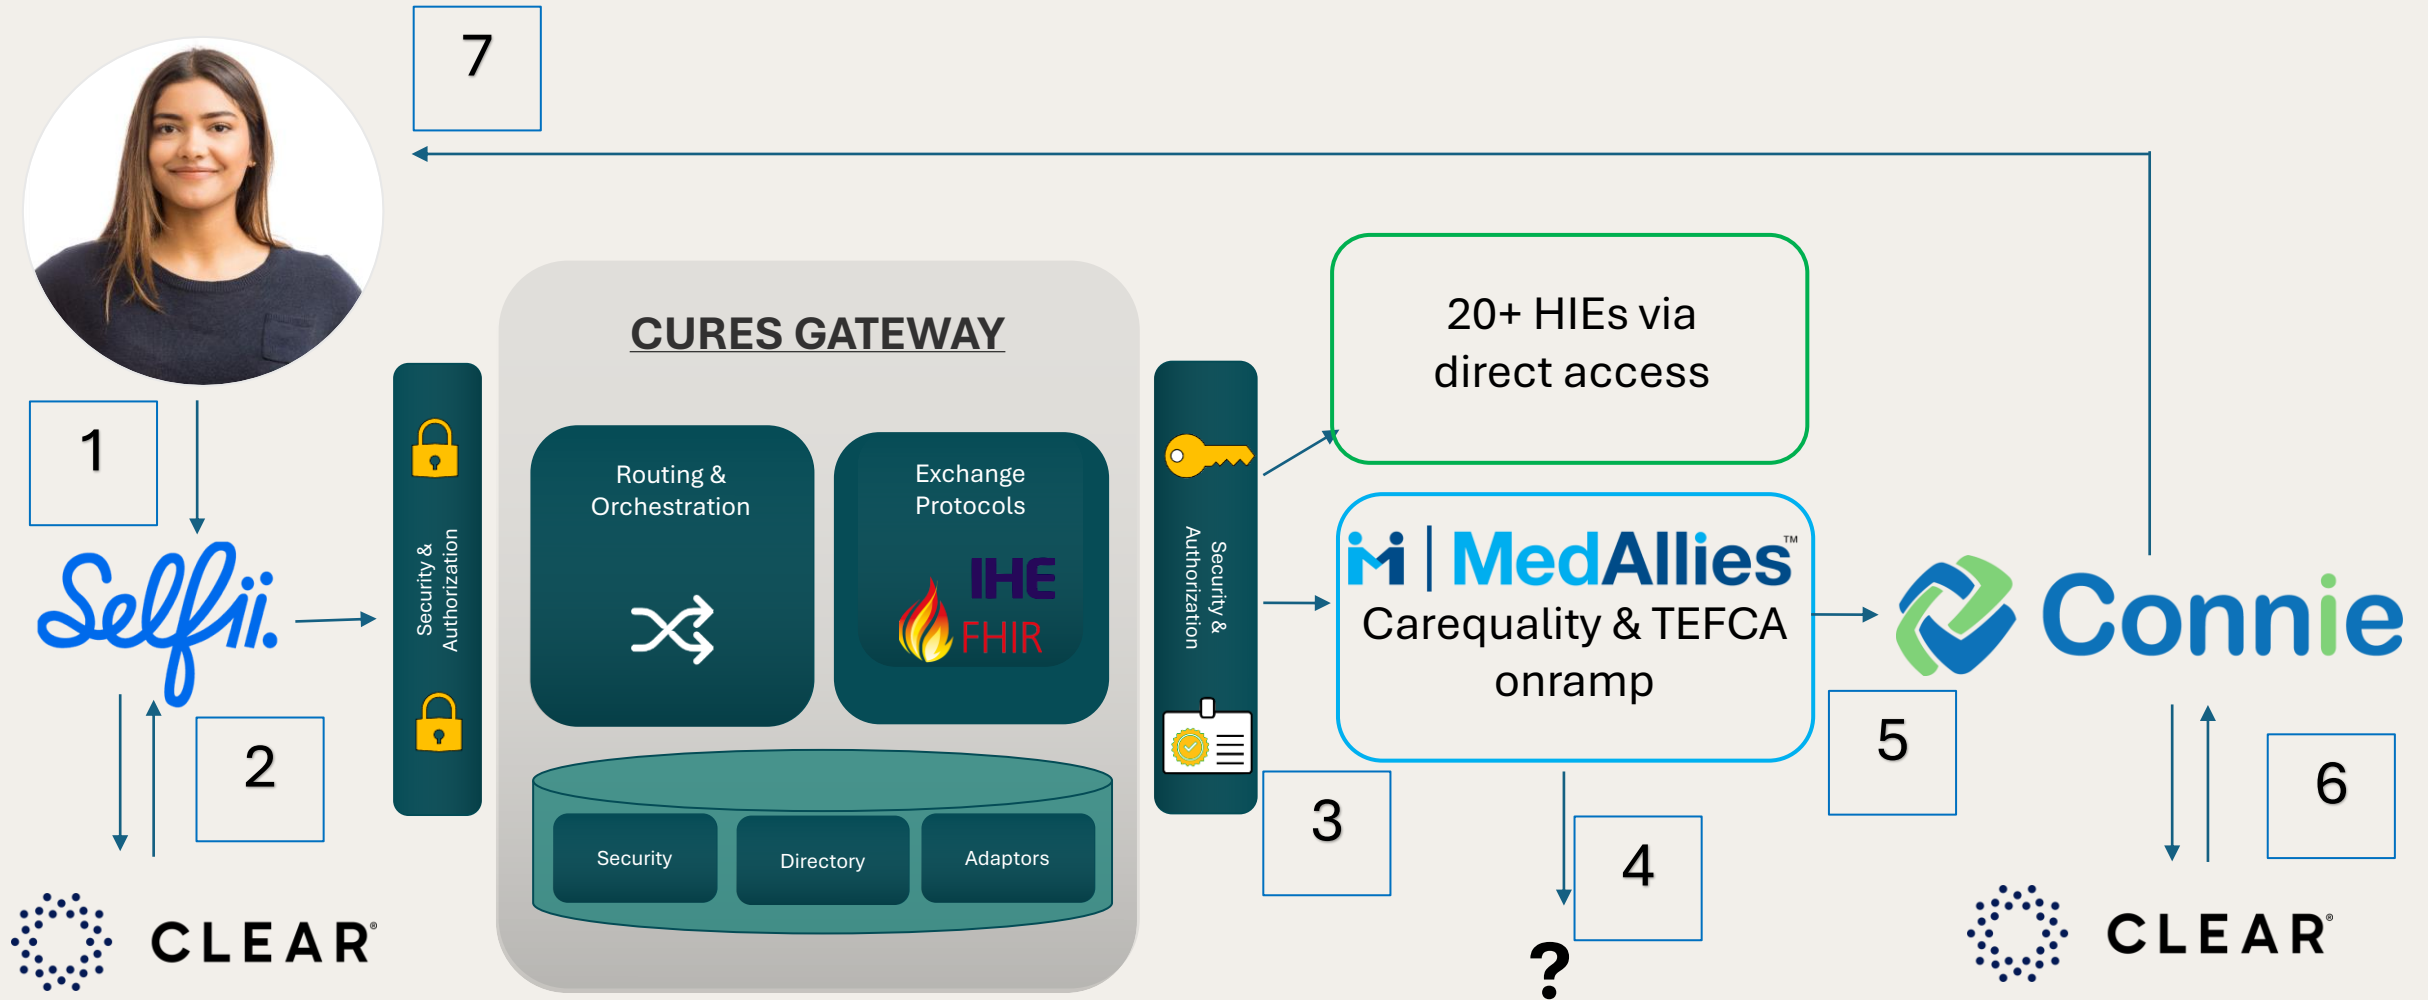 7
CURES GATEWAY
20+ HIEs via
direct access
1
Selfii.
2
Security &
Authorization
Routing &
Orchestration
Exchange
Protocols
IHE
FHIR
Security
Directory
Adaptors
Security &
Authorization
3
MedAllies™
Carequality & TEFCA
onramp
4
?
5
Connie
6
CLEAR®
CLEAR®